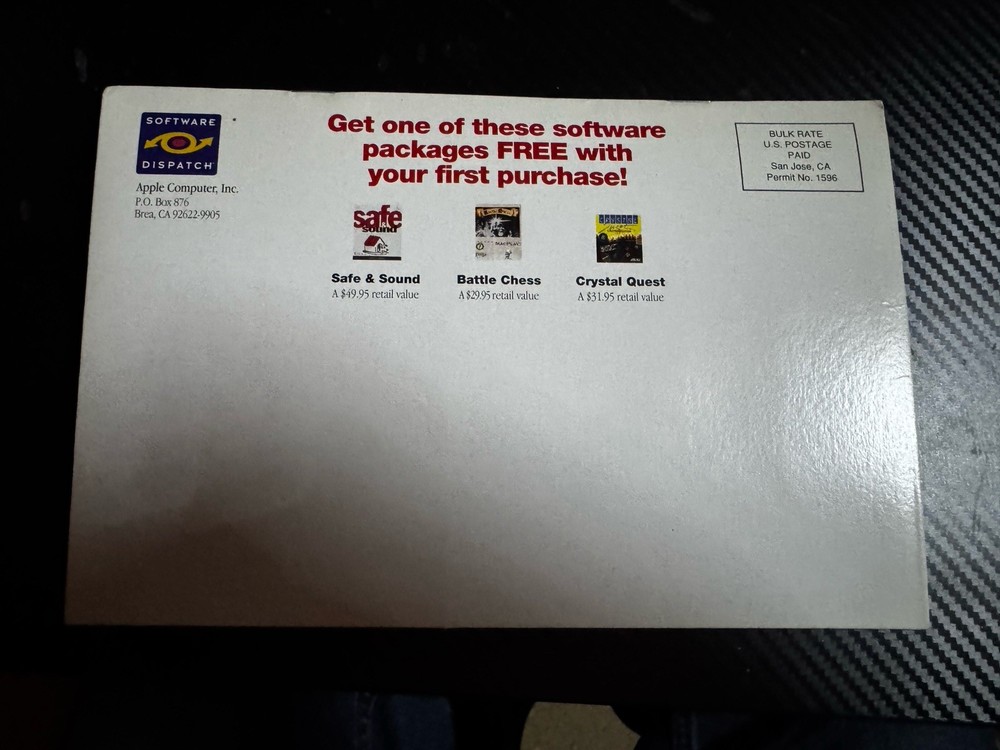 SOFTWARE
DISPATCH
Apple Computer, Inc.
P.O. Box 876
Brea, CA 92622-9905
Get one of these software
packages FREE with
your first purchase!
BULK RATE
U.S. POSTAGE
PAID
San Jose, CA
Permit No. 1596
safe
sound
Safe & Sound
A $49.95 retail value
Battle Chess
A $29.95 retail value
Crystal Quest
A $31.95 retail value